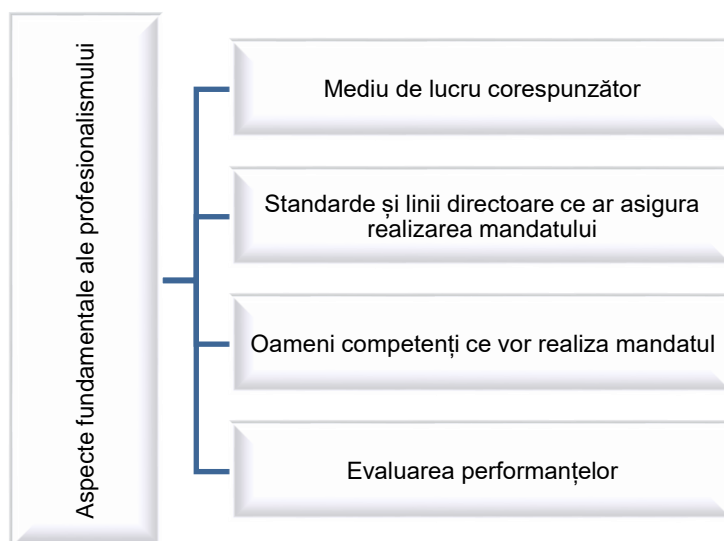 Aspecte fundamentale ale profesionalismului
Mediu de lucru corespunzător
Standarde și linii directoare ce ar asigura
realizarea mandatului
Oameni competenți ce vor realiza mandatul
Evaluarea performanțelor